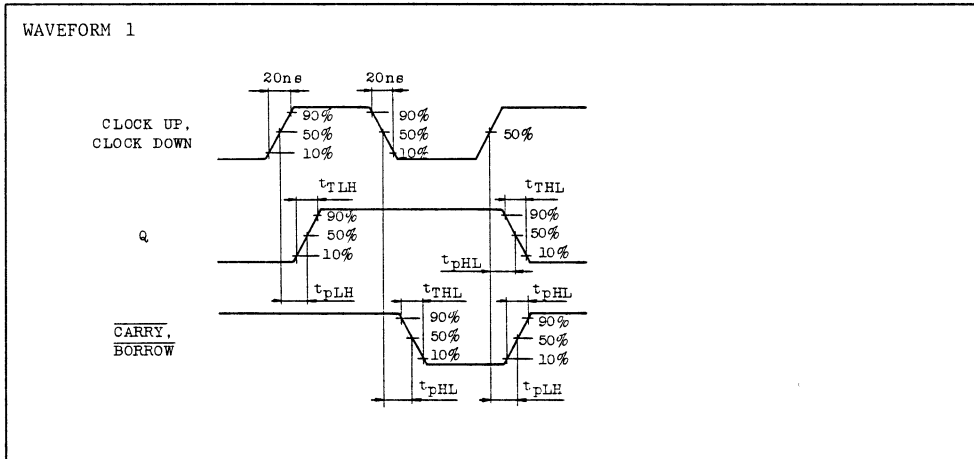 WAVEFORM 1
20ns 20ns
90% 90%
CLOCK UP,
CLOCK DOWN
50% 50% 50%
10% 10%
tTLH tTHL
90% 90%
Q
50% 50%
10% 10%
tpHL
tpLH tTHL tpHL
CARRY,
BORROW
90% 90%
50% 50%
10% 10%
tpHL tpLH